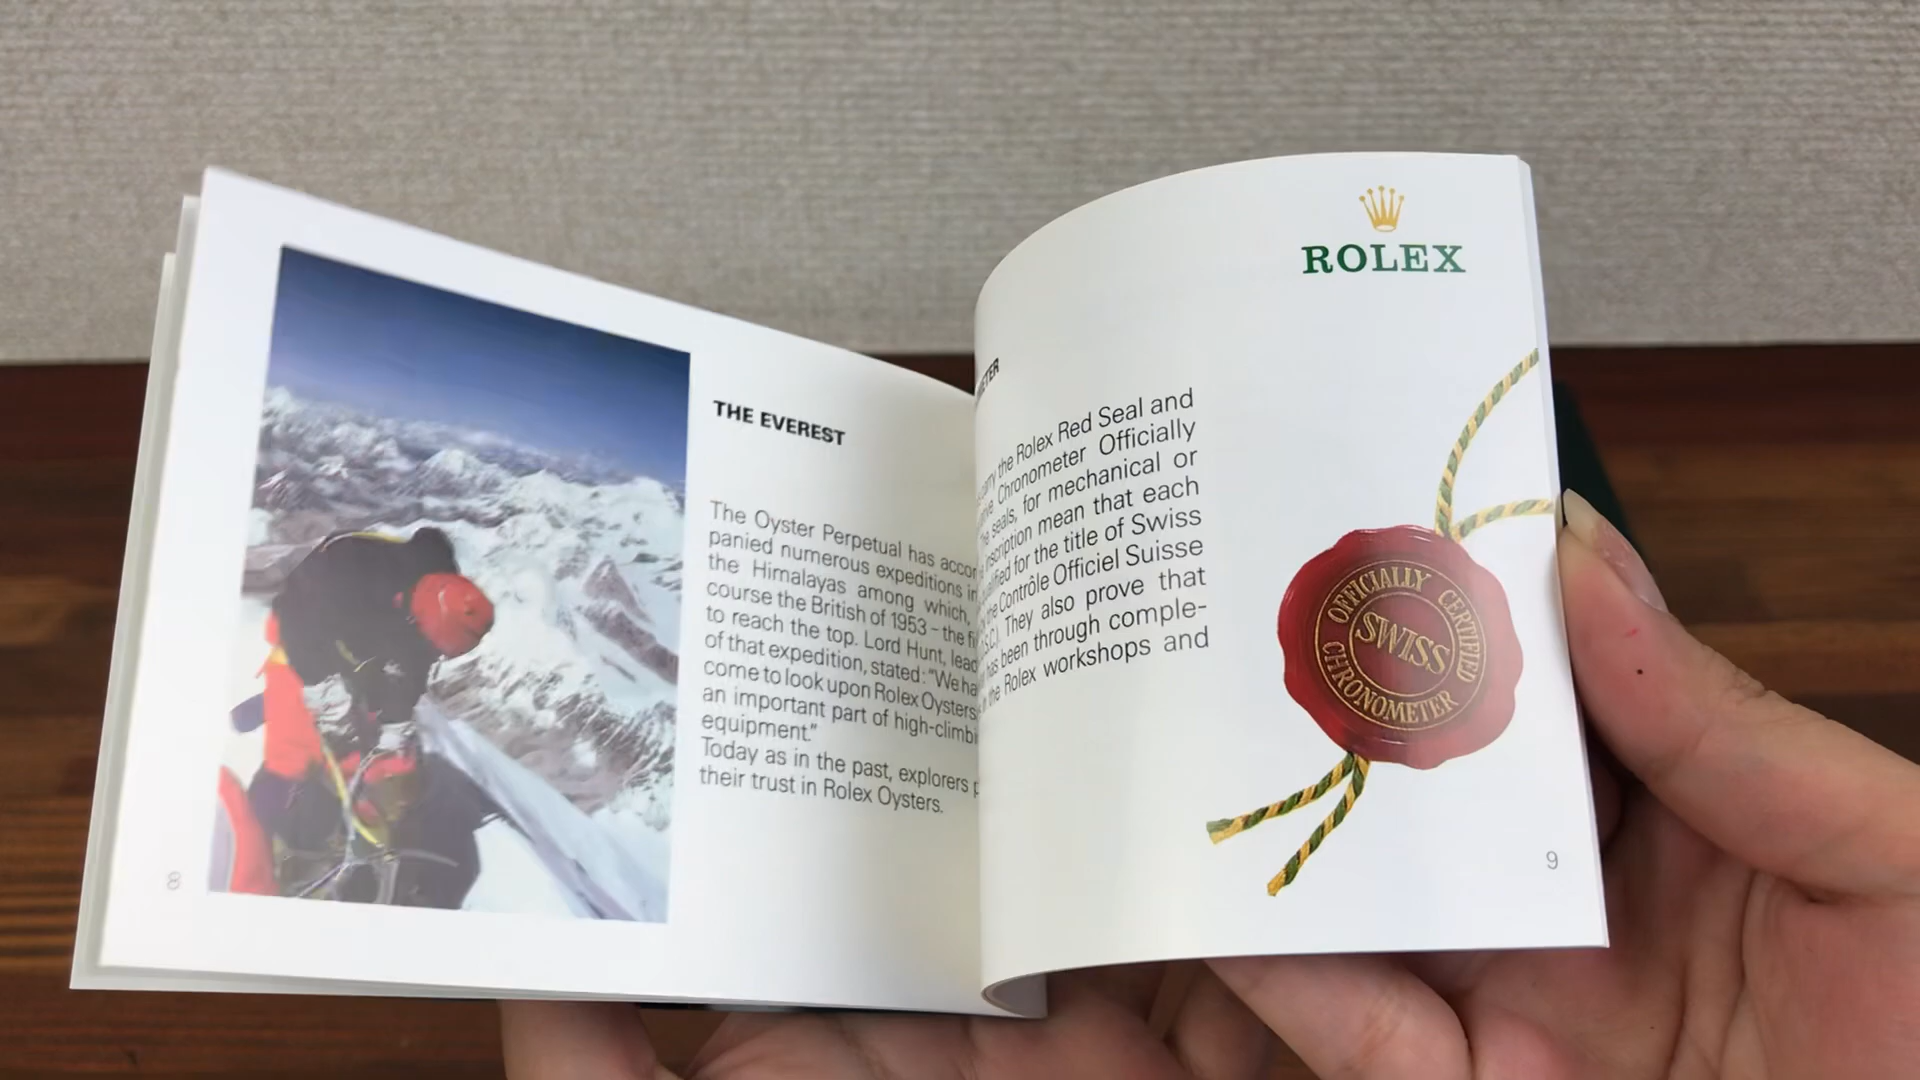 THE EVEREST
The Oyster Perpetual has accom
panied numerous expeditions in
the Himalayas among which,
course the British of 1953 – the
to reach the top. Lord Hunt, lead
of that expedition, stated: “We ha
come to look upon Rolex Oysters
an important part of high-climbi
equipment.”
Today as in the past, explorers p
their trust in Rolex Oysters.
8
ROLEX
METER
carry the Rolex Red Seal and
Chronometer Officially
seals, for mechanical or
inscription mean that each
qualified for the title of Swiss
the Contrôle Officiel Suisse
They also prove that
has been through comple-
the Rolex workshops and
OFFICIALLY CERTIFIED
SWISS
CHRONOMETER
9